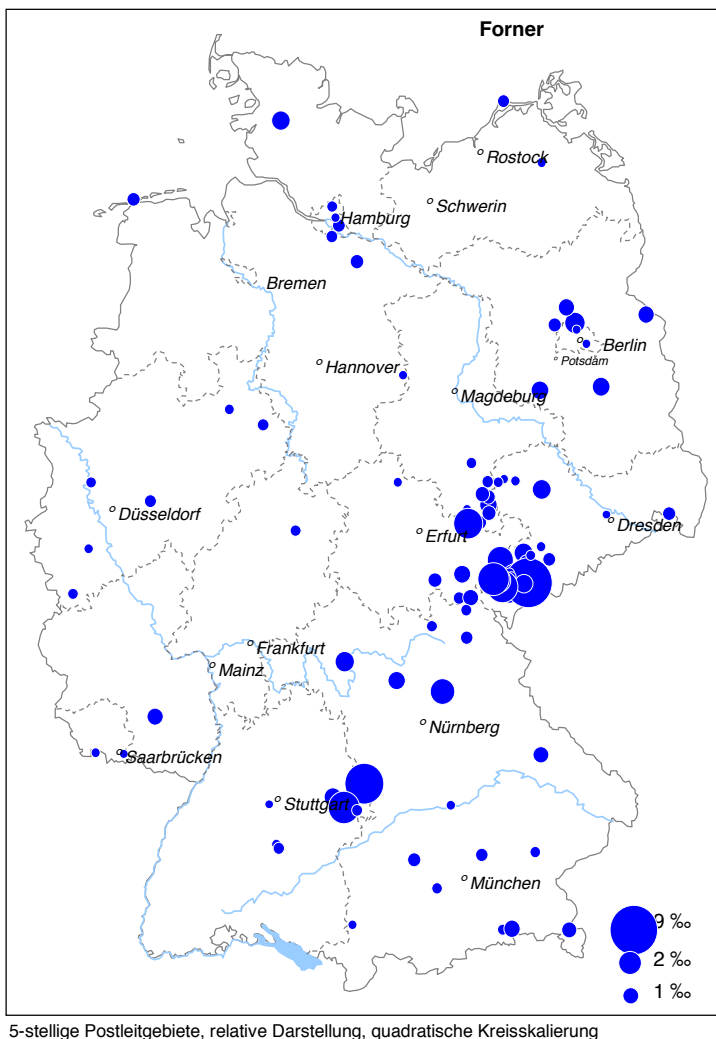 Forner
Rostock
Schwerin
Hamburg
Bremen
Berlin
Potsdam
Hannover
Magdeburg
Düsseldorf
Dresden
Erfurt
Frankfurt
Mainz
Nürnberg
Saarbrücken
Stuttgart
München
9 ‰
2 ‰
1 ‰
5-stellige Postleitgebiete, relative Darstellung, quadratische Kreisskalierung